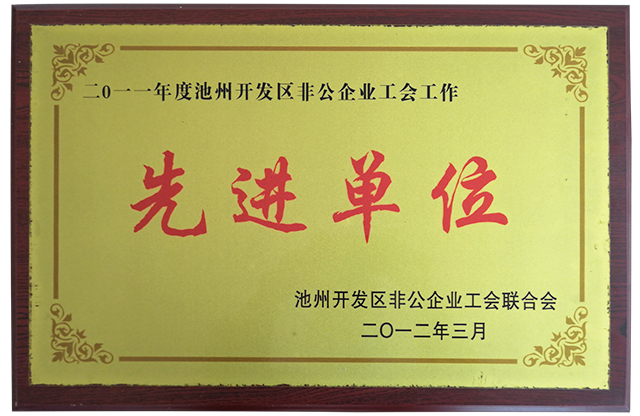 二0一一年度池州开发区非公企业工会工作
先进单位
池州开发区非公企业工会联合会
二〇一二年三月